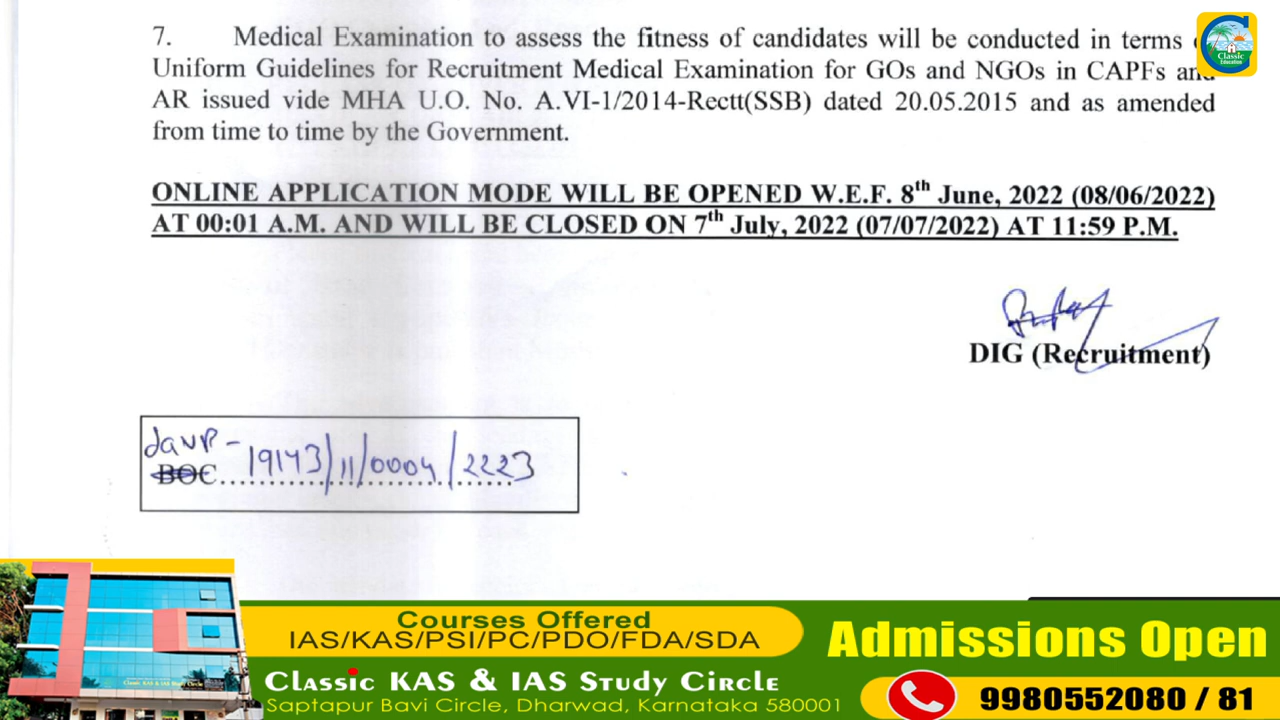 7. Medical Examination to assess the fitness of candidates will be conducted in terms
Uniform Guidelines for Recruitment Medical Examination for GOs and NGOs in CAPFs and
AR issued vide MHA U.O. No. A.VI-1/2014-Rectt(SSB) dated 20.05.2015 and as amended
from time to time by the Government.
ONLINE APPLICATION MODE WILL BE OPENED W.E.F. 8th June, 2022 (08/06/2022)
AT 00:01 A.M. AND WILL BE CLOSED ON 7th July, 2022 (07/07/2022) AT 11:59 P.M.
DIG (Recruitment)
davp - 19143/11/0004/2223
BOC
Classic
Education
Courses Offered
IAS/KAS/PSI/PC/PDO/FDA/SDA
Classic KAS & IAS Study Circle
Saptapur Bavi Circle, Dharwad, Karnataka 580001
Admissions Open
9980552080 / 81